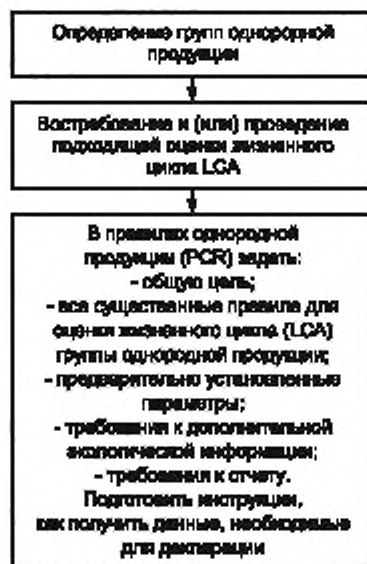 Определение групп однородной
продукции
Востребование и (или) проведение
подходящей оценки жизненного
цикла LCA
В правилах однородной
продукции (PCR) задать:
- общую цель;
- все существенные правила для
оценки жизненного цикла (LCA)
группы однородной продукции;
- предварительно установленные
параметры;
- требования к дополнительной
экологической информации;
- требования к отчету.
Подготовить инструкции,
как получить данные, необходимые
для декларации